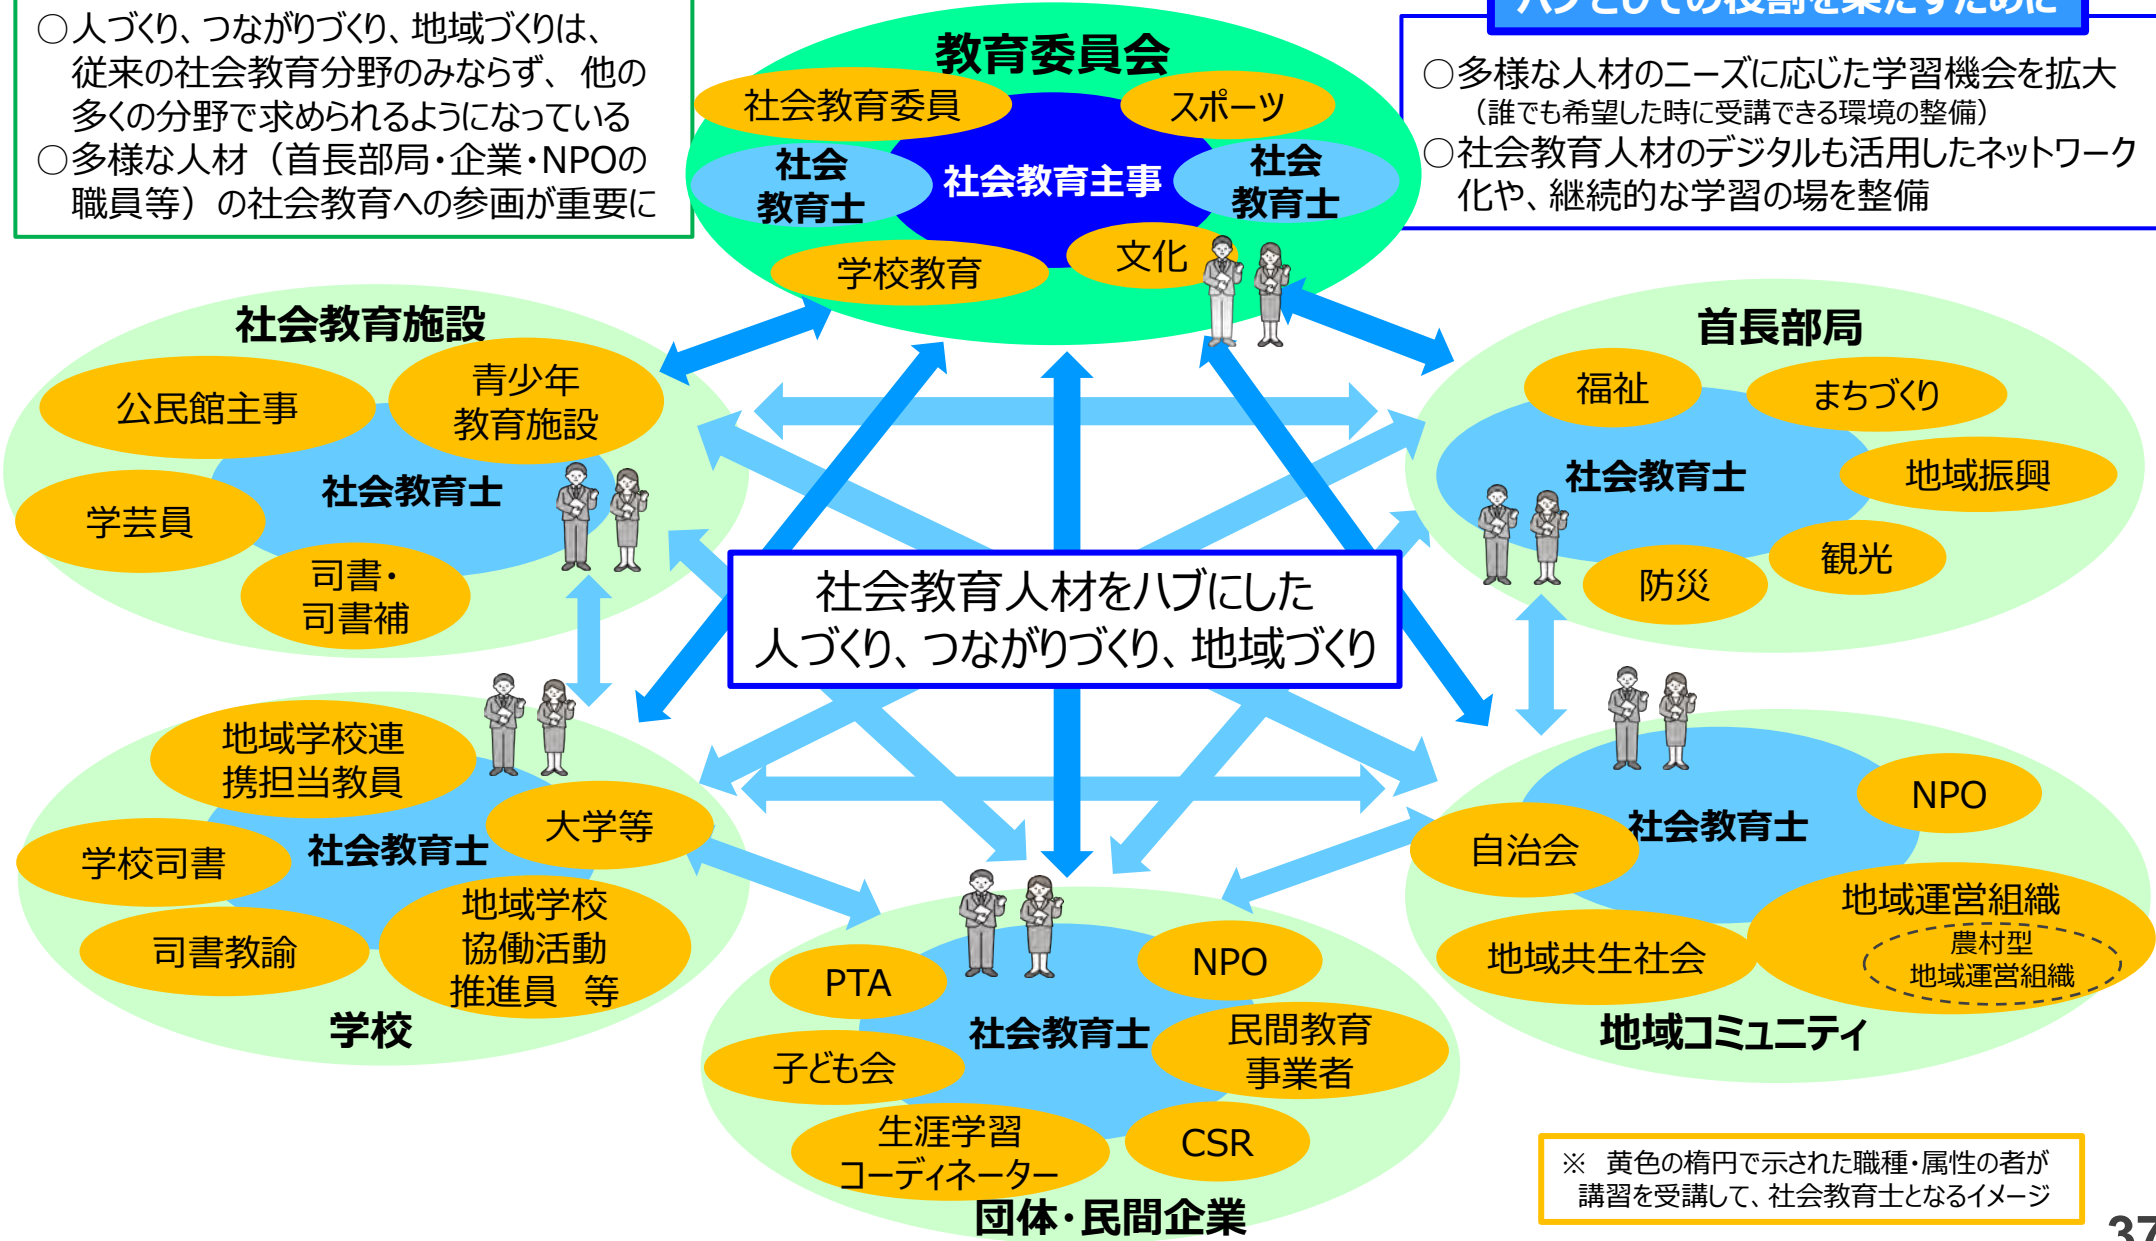 ○人づくり、つながりづくり、地域づくりは、
従来の社会教育分野のみならず、他の
多くの分野で求められるようになっている
○多様な人材（首長部局・企業・NPOの
職員等）の社会教育への参画が重要に
ハブとしての役割を果たすために
○多様な人材のニーズに応じた学習機会を拡大
（誰でも希望した時に受講できる環境の整備）
○社会教育人材のデジタルも活用したネットワーク
化や、継続的な学習の場を整備
教育委員会
社会教育委員
スポーツ
社会
教育士
社会教育主事
社会
教育士
学校教育
文化
社会教育施設
公民館主事
青少年
教育施設
社会教育士
学芸員
司書・
司書補
首長部局
福祉
まちづくり
社会教育士
地域振興
観光
防災
社会教育人材をハブにした
人づくり、つながりづくり、地域づくり
地域学校連
携担当教員
大学等
社会教育士
学校司書
司書教諭
地域学校
協働活動
推進員　等
学校
PTA
NPO
社会教育士
子ども会
民間教育
事業者
生涯学習
コーディネーター
CSR
団体・民間企業
NPO
自治会
社会教育士
地域運営組織
農村型
地域運営組織
地域共生社会
地域コミュニティ
※　黄色の楕円で示された職種・属性の者が
講習を受講して、社会教育士となるイメージ
37